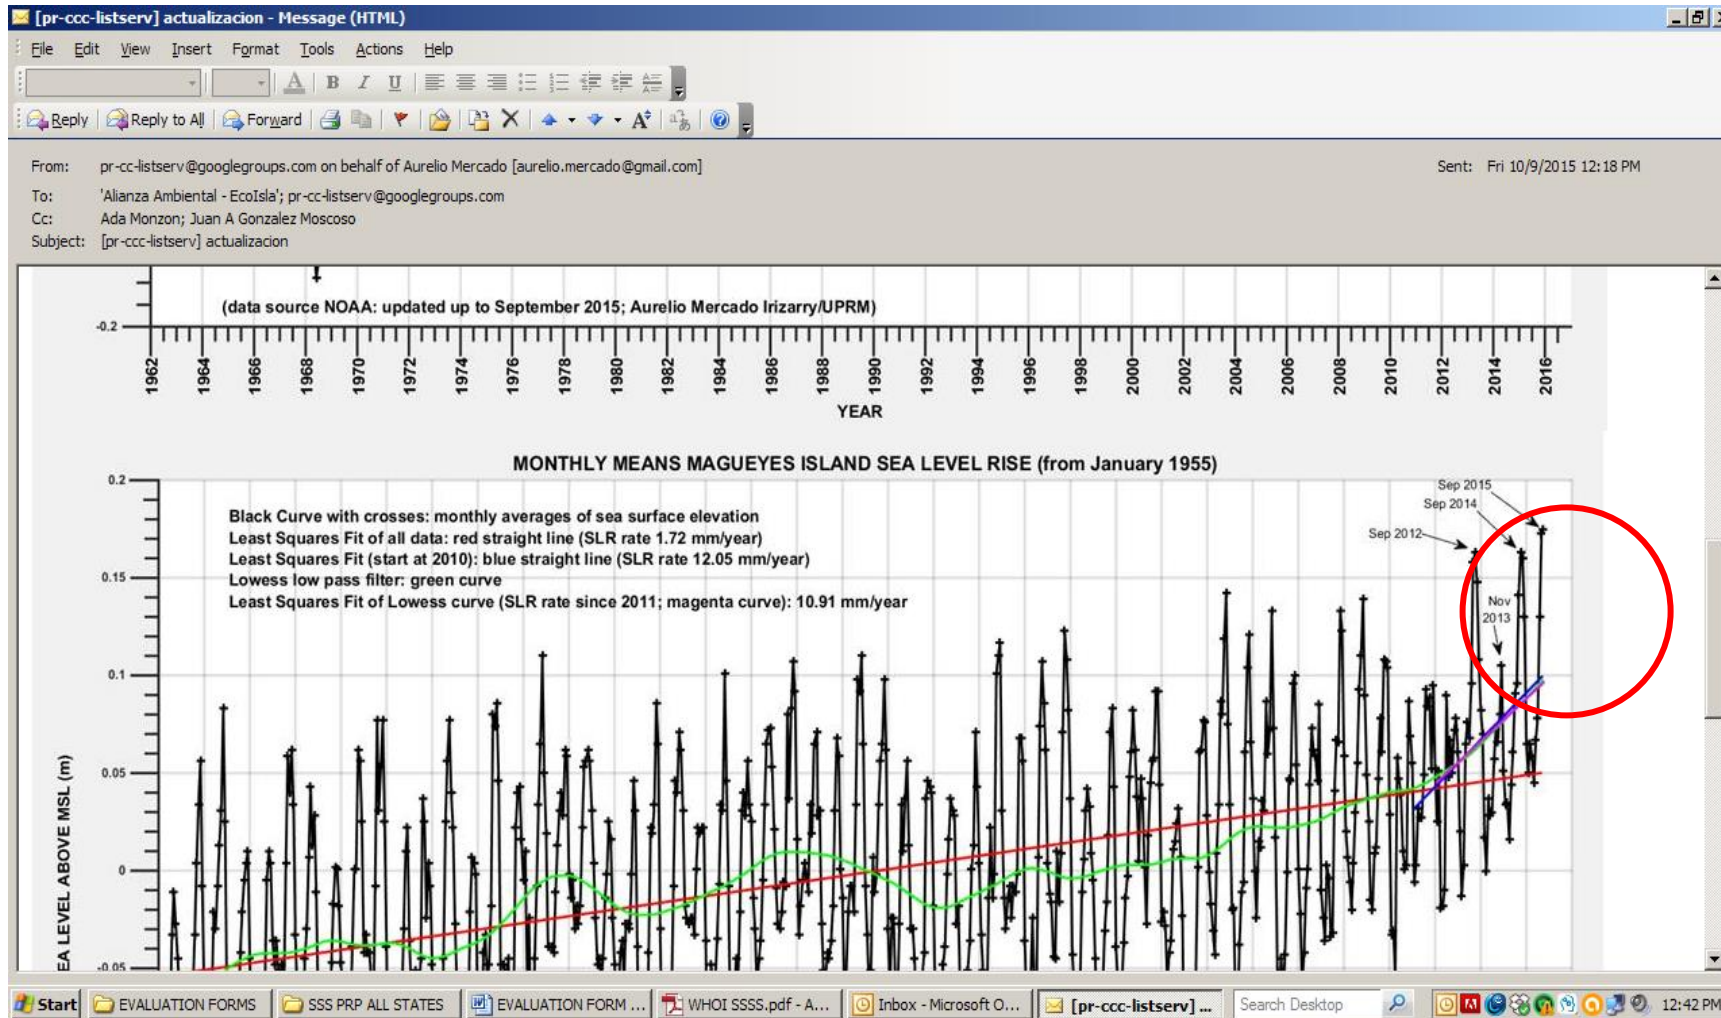 [pr-ccc-listserv] actualizacion - Message (HTML)
File Edit View Insert Format Tools Actions Help
A B I U
Reply Reply to All Forward
From: pr-cc-listserv@googlegroups.com on behalf of Aurelio Mercado [aurelio.mercado@gmail.com] Sent: Fri 10/9/2015 12:18 PM
To: 'Alianza Ambiental - EcoIsla'; pr-cc-listserv@googlegroups.com
Cc: Ada Monzon; Juan A Gonzalez Moscoso
Subject: [pr-ccc-listserv] actualizacion
(data source NOAA: updated up to September 2015; Aurelio Mercado Irizarry/UPRM)
-0.2
1962 1964 1966 1968 1970 1972 1974 1976 1978 1980 1982 1984 1986 1988 1990 1992 1994 1996 1998 2000 2002 2004 2006 2008 2010 2012 2014 2016
YEAR
MONTHLY MEANS MAGUEYES ISLAND SEA LEVEL RISE (from January 1955)
0.2
Sep 2015
Sep 2014
Sep 2012
Nov
2013
Black Curve with crosses: monthly averages of sea surface elevation
Least Squares Fit of all data: red straight line (SLR rate 1.72 mm/year)
Least Squares Fit (start at 2010): blue straight line (SLR rate 12.05 mm/year)
Lowess low pass filter: green curve
Least Squares Fit of Lowess curve (SLR rate since 2011; magenta curve): 10.91 mm/year
0.15
0.1
0.05
0
-0.05
EA LEVEL ABOVE MSL (m)
Start EVALUATION FORMS SSS PRP ALL STATES EVALUATION FORM ... WHOI SSSS.pdf - A... Inbox - Microsoft O... [pr-ccc-listserv] ... Search Desktop 12:42 PM